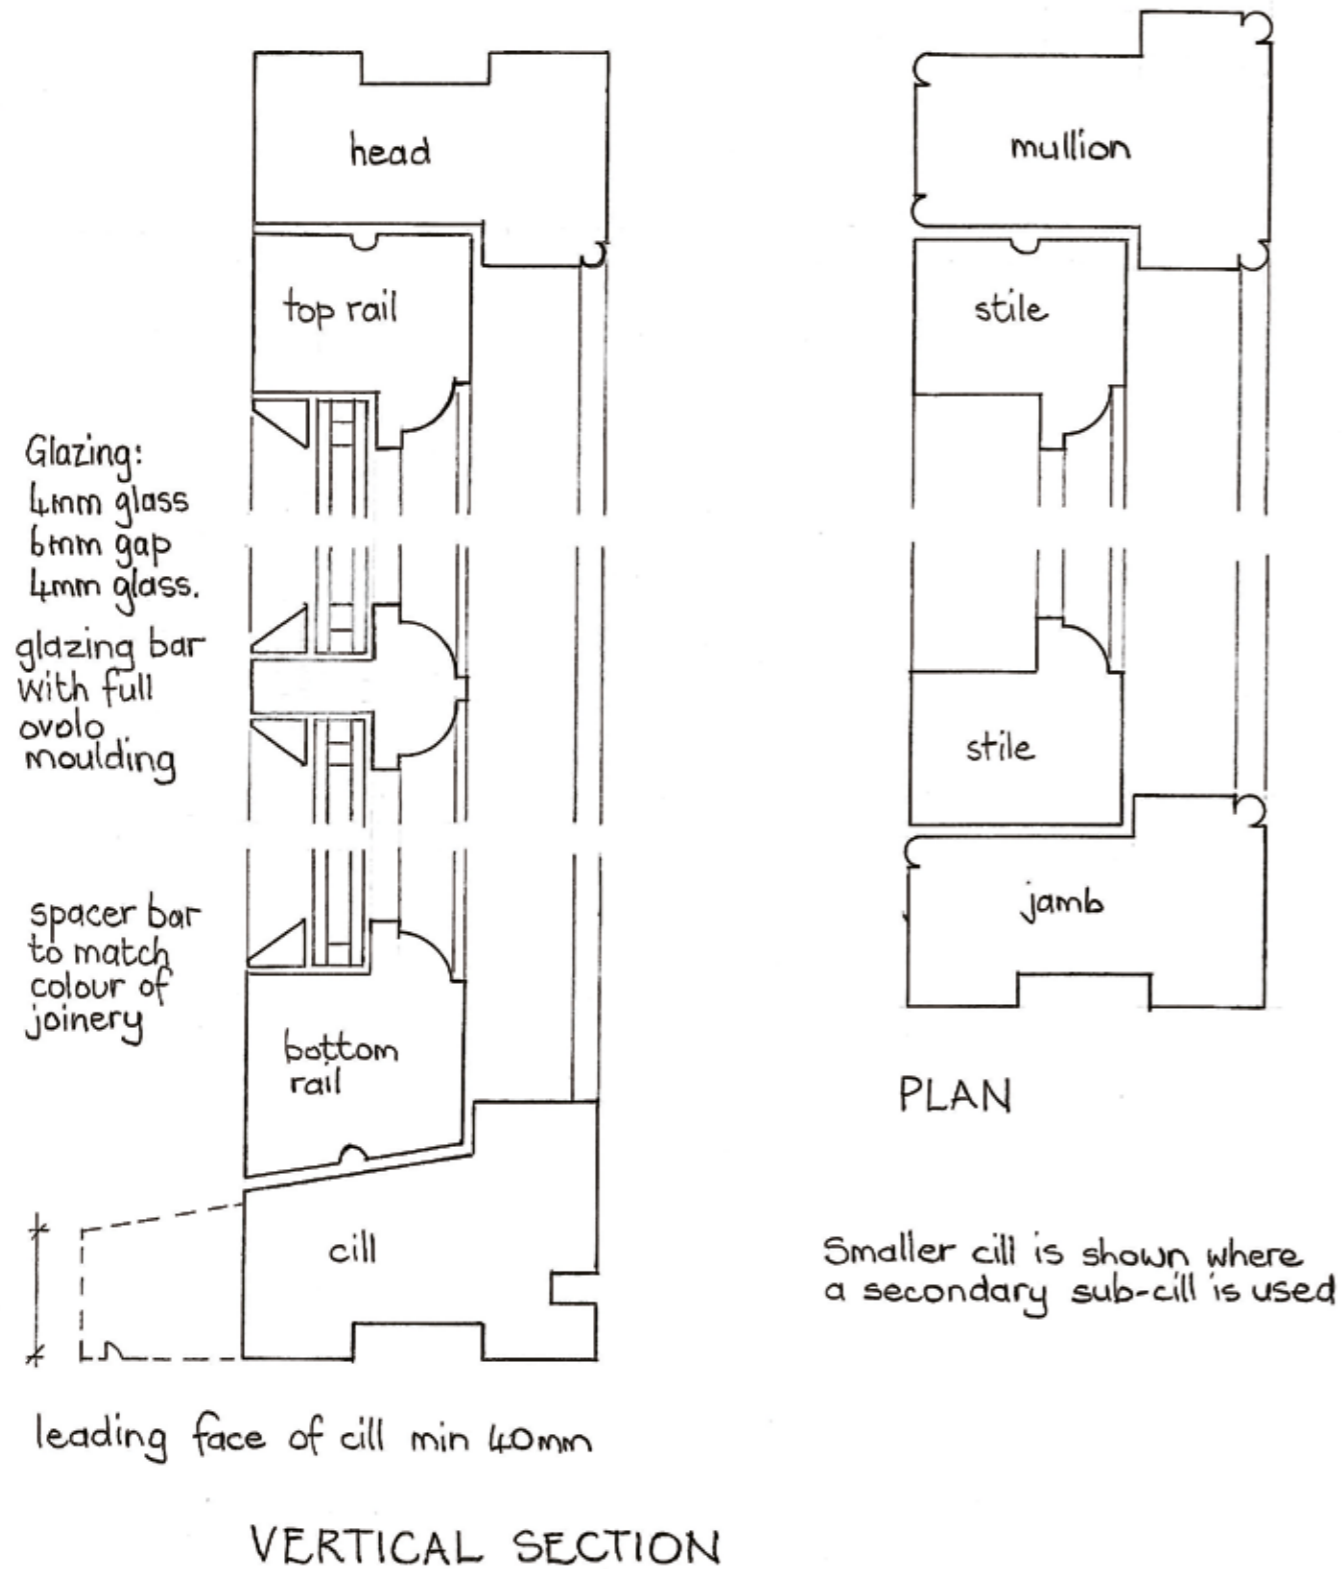 head
top rail
Glazing:
4mm glass
6mm gap
4mm glass.
glazing bar
with full
ovolo
moulding
spacer bar
to match
colour of
joinery
bottom
rail
cill
leading face of cill min 40mm
VERTICAL SECTION
mullion
stile
stile
jamb
PLAN
Smaller cill is shown where
a secondary sub-cill is used